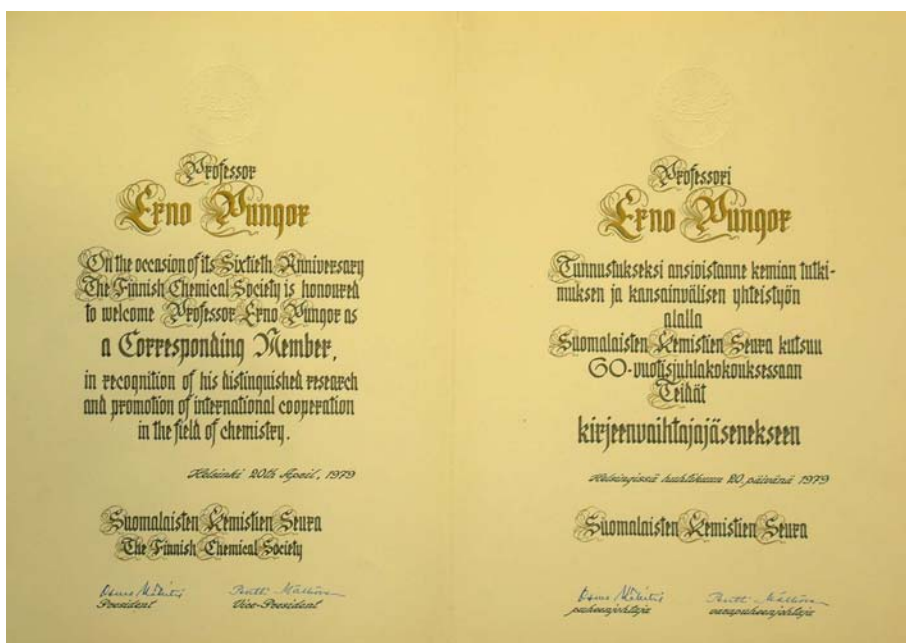 Professor
Erno Pungor
On the occasion of its Sixtieth Anniversary
The Finnish Chemical Society is honoured
to welcome Professor Erno Pungor as
a Corresponding Member,
in recognition of his distinguished research
and promotion of international cooperation
in the field of chemistry.
Helsinki 20th April, 1979
Suomalaisten Kemistien Seura
The Finnish Chemical Society
President Vice-President
Professori
Erno Pungor
Tunnustukseksi ansioistanne kemian tutki-
muksen ja kansainvälisen yhteistyön
alalla
Suomalaisten Kemistien Seura kutsuu
60-vuotisjuhlakokouksessaan
Teidät
kirjeenvaihtajajäsenekseen
Helsingissä huhtikuun 20. päivänä 1979
Suomalaisten Kemistien Seura
puheenjohtaja varapuheenjohtaja